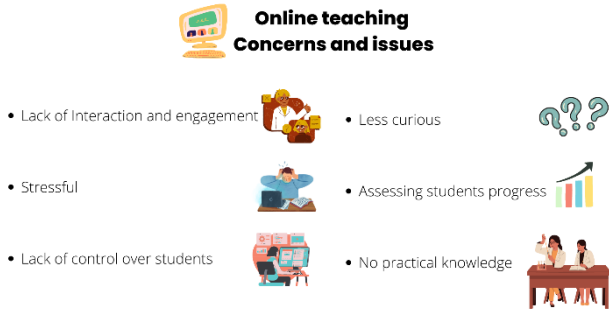 Online teaching
Concerns and issues
• Lack of Interaction and engagement
• Stressful
• Lack of control over students
• Less curious
• Assessing students progress
• No practical knowledge